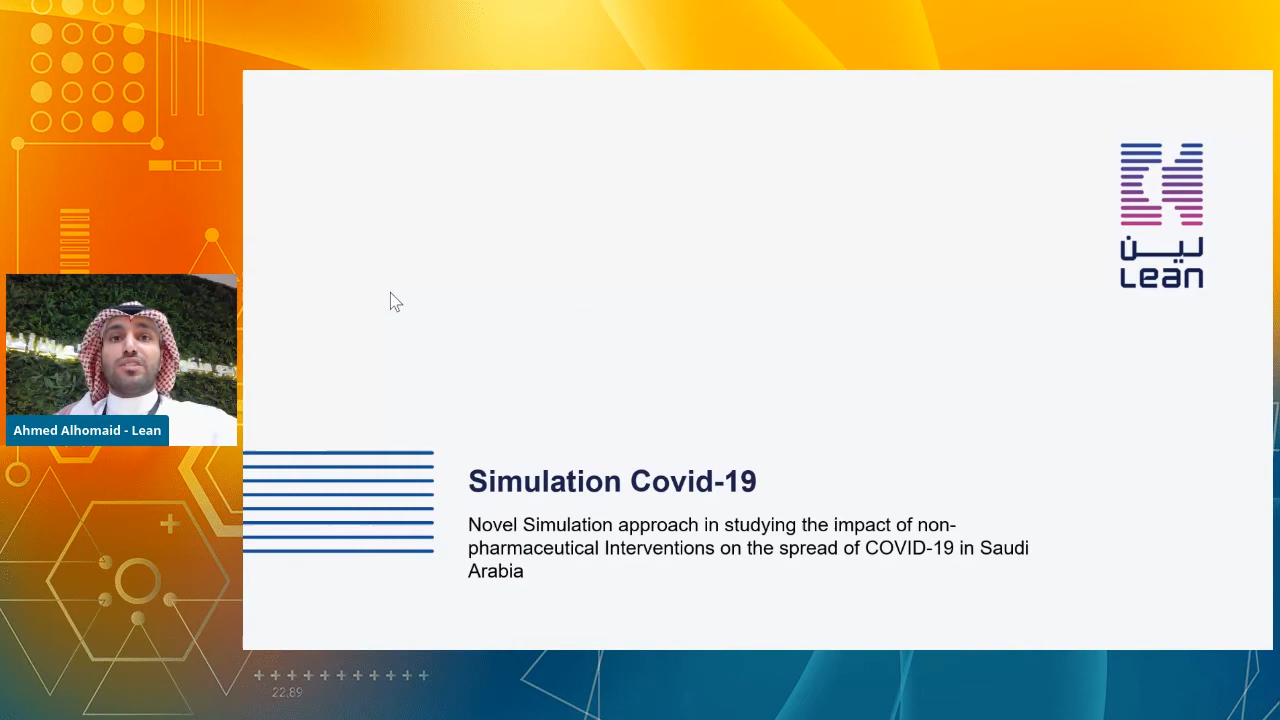 لين
Lean
Ahmed Alhomaid - Lean
Simulation Covid-19
Novel Simulation approach in studying the impact of non-
pharmaceutical Interventions on the spread of COVID-19 in Saudi
Arabia
22,89